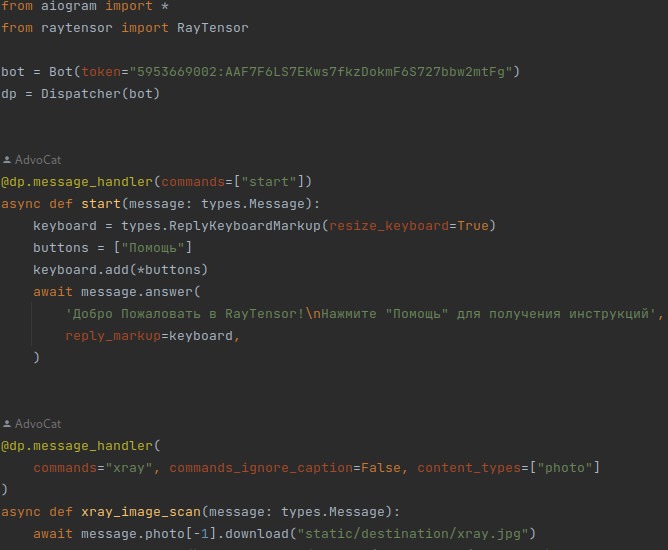 from aiogram import *
from raytensor import RayTensor
bot = Bot(token="5953669002:AAF7F6LS7EKws7fkzDokmF6S727bbw2mtFg")
dp = Dispatcher(bot)
AdvoCat
@dp.message_handler(commands=["start"])
async def start(message: types.Message):
    keyboard = types.ReplyKeyboardMarkup(resize_keyboard=True)
    buttons = ["Помощь"]
    keyboard.add(*buttons)
    await message.answer(
        'Добро Пожаловать в RayTensor!\nНажмите "Помощь" для получения инструкций',
        reply_markup=keyboard,
    )
AdvoCat
@dp.message_handler(
    commands="xray", commands_ignore_caption=False, content_types=["photo"]
)
async def xray_image_scan(message: types.Message):
    await message.photo[-1].download("static/destination/xray.jpg")